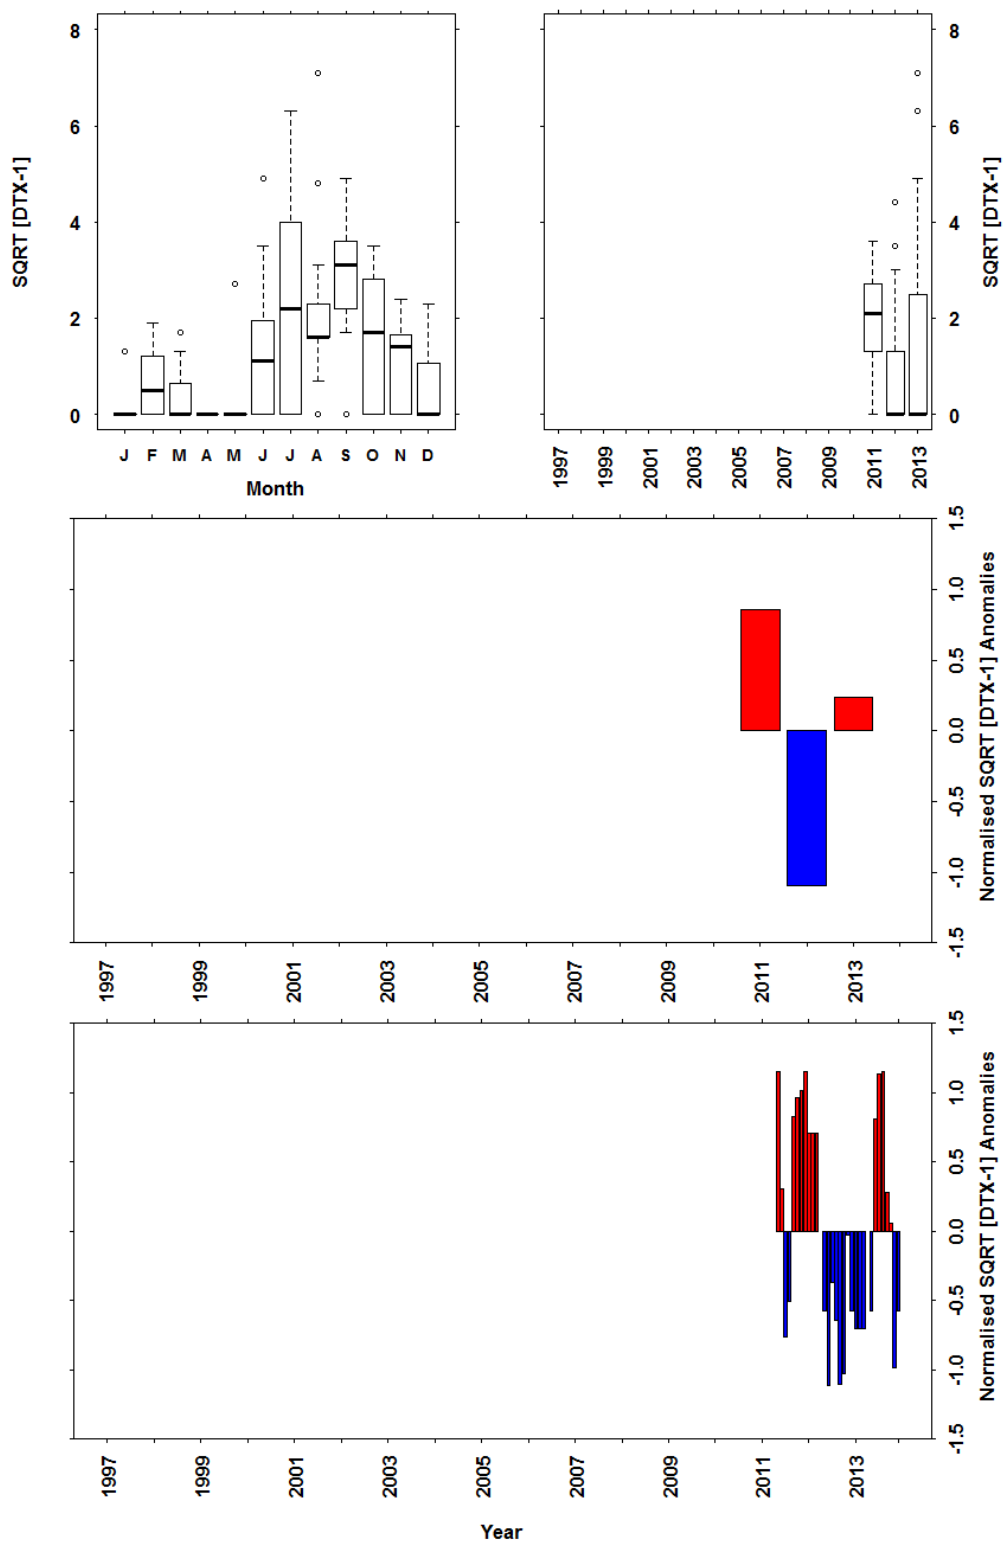 SQRT [DTX-1]
8
6
4
2
0
J F M A M J J A S O N D
Month
8
6
4
2
0
SQRT [DTX-1]
1997 1999 2001 2003 2005 2007 2009 2011 2013
1.5
1.0
0.5
0.0
-0.5
-1.0
-1.5
Normalised SQRT [DTX-1] Anomalies
1997 1999 2001 2003 2005 2007 2009 2011 2013
1.5
1.0
0.5
0.0
-0.5
-1.0
-1.5
Normalised SQRT [DTX-1] Anomalies
1997 1999 2001 2003 2005 2007 2009 2011 2013
Year